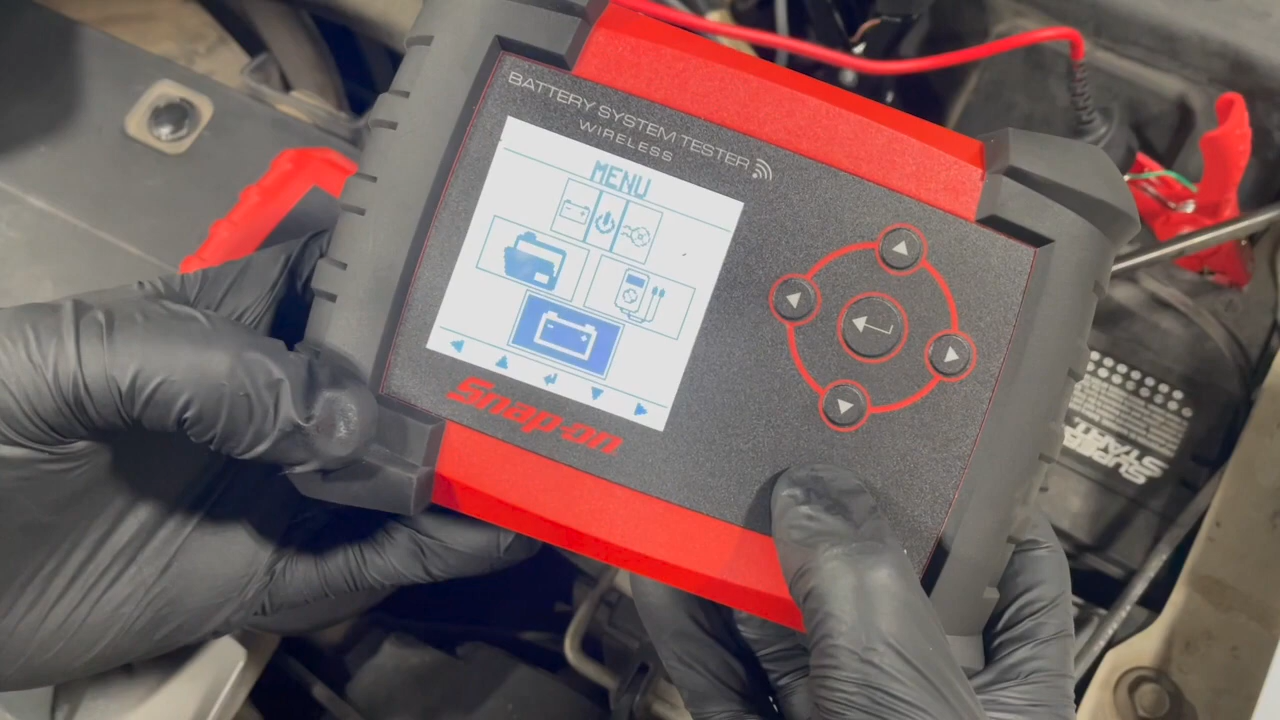 BATTERY SYSTEM TESTER
WIRELESS
MENU
Snap-on
SUPER
START